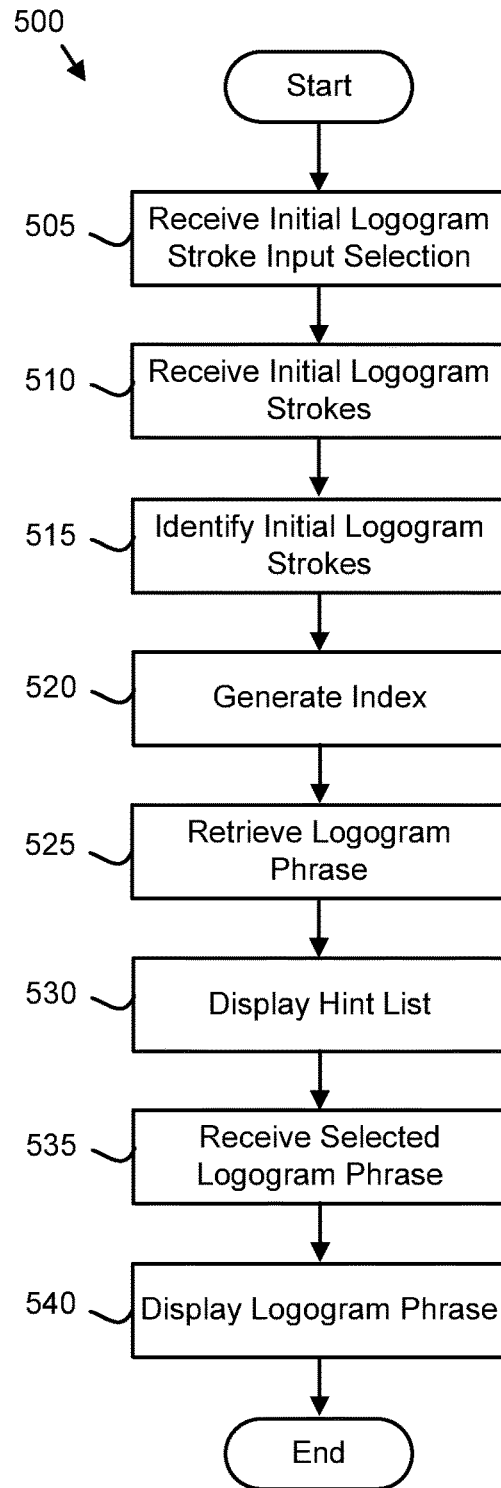 500
Start
505
Receive Initial Logogram
Stroke Input Selection
510
Receive Initial Logogram
Strokes
515
Identify Initial Logogram
Strokes
520
Generate Index
525
Retrieve Logogram
Phrase
530
Display Hint List
535
Receive Selected
Logogram Phrase
540
Display Logogram Phrase
End